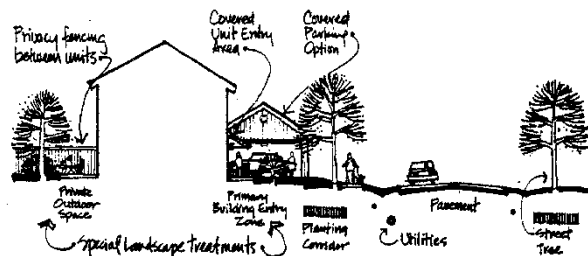 Privacy fencing
between units
Covered
Unit Entry
Area
Covered
Parking
Option
Private
Outdoor
Space
Primary
Building Entry
Zone
Special Landscape Treatments
Planting
Corridor
Utilities
Pavement
Street
Tree